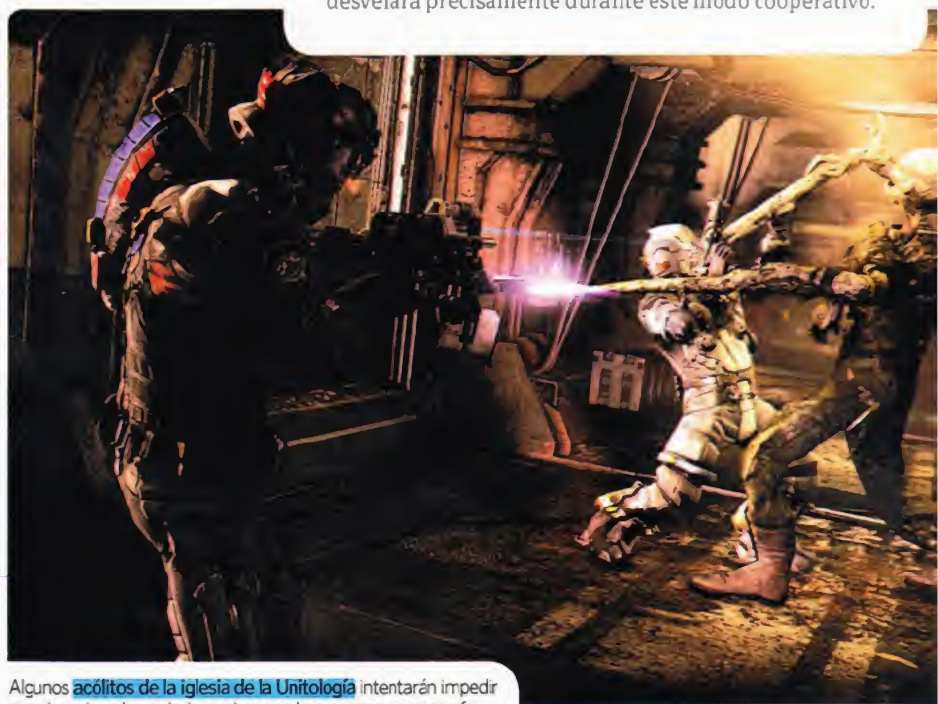 desvelará precisamente durante este modo cooperativo.
Algunos acólitos de la iglesia de la Unitología intentarán impedir